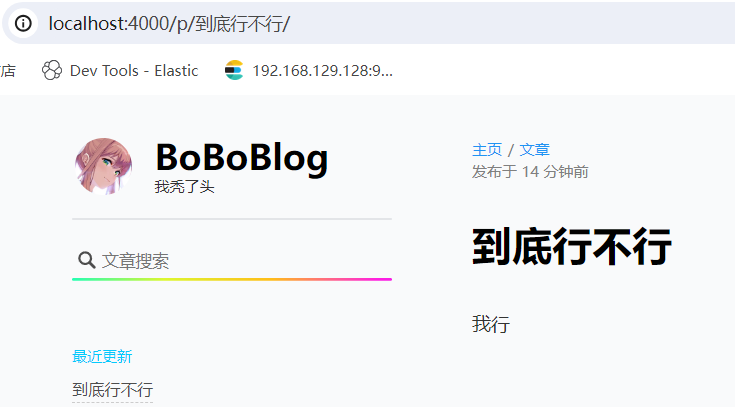 localhost:4000/p/到底行不行/
店
Dev Tools - Elastic
192.168.129.128:9...
BoBoBlog
我秃了头
文章搜索
最近更新
到底行不行
主页 / 文章
发布于 14 分钟前
到底行不行
我行